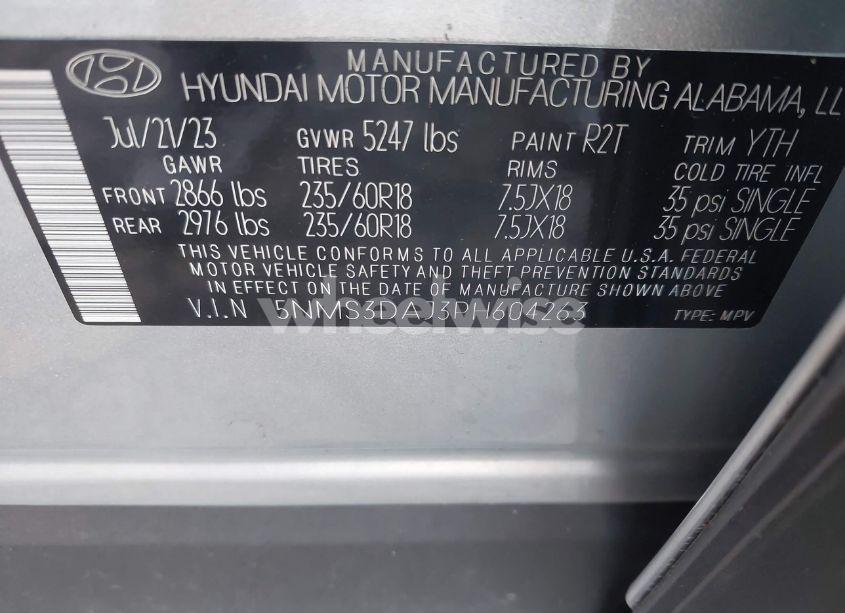 MANUFACTURED BY
HYUNDAI MOTOR MANUFACTURING ALABAMA, LL
Jul/21/23 GVWR 5247 lbs PAINT R2T TRIM YTH
GAWR TIRES RIMS COLD TIRE INFL
FRONT 2866 lbs 235/60R18 7.5JX18 35 psi SINGLE
REAR 2976 lbs 235/60R18 7.5JX18 35 psi SINGLE
THIS VEHICLE CONFORMS TO ALL APPLICABLE U.S.A. FEDERAL
MOTOR VEHICLE SAFETY AND THEFT PREVENTION STANDARDS
IN EFFECT ON THE DATE OF MANUFACTURE SHOWN ABOVE
V.I.N 5NMS3DAJ3PH604263 TYPE: MPV
wheelwise